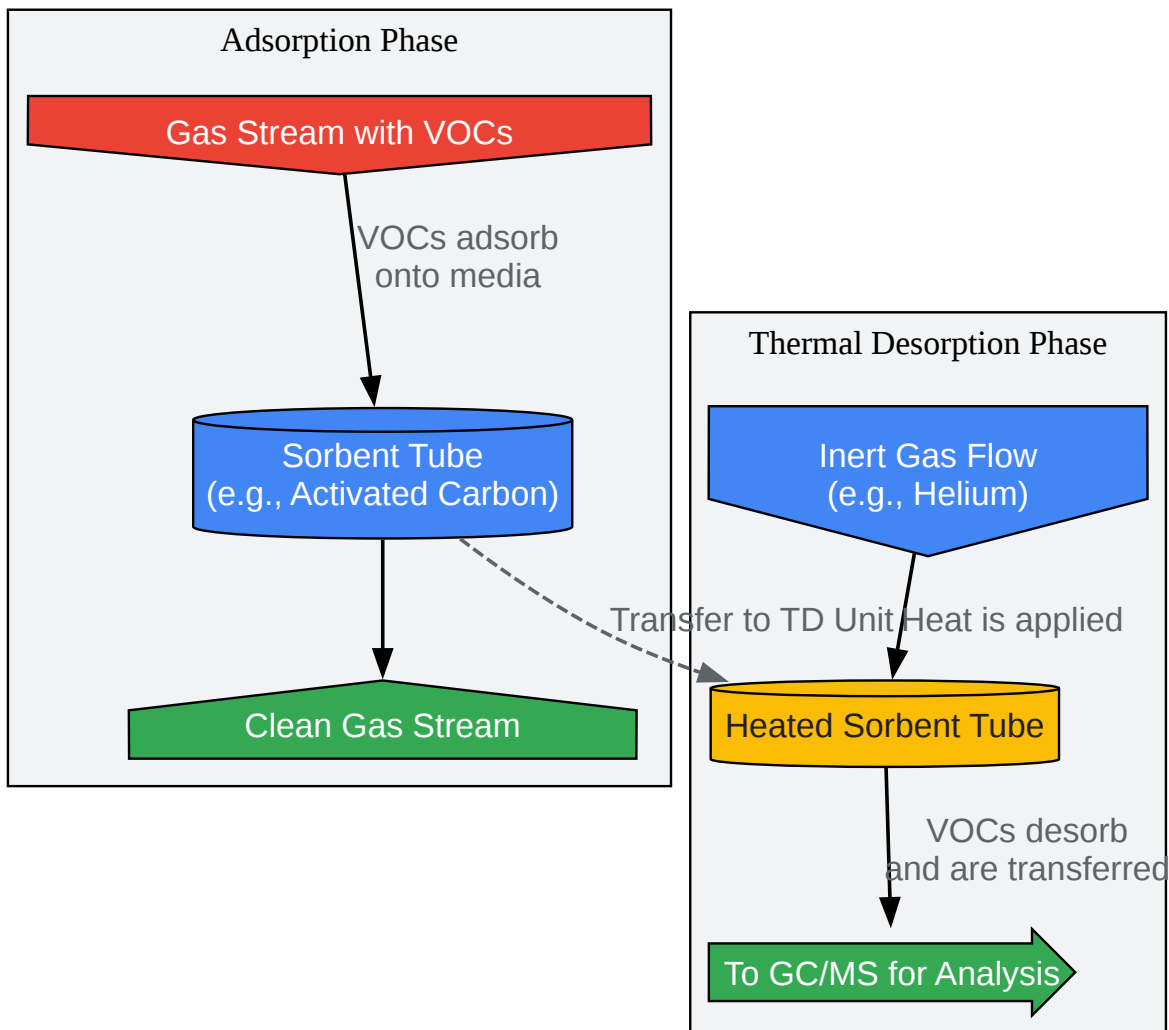 Adsorption Phase
Gas Stream with VOCs
VOCs adsorb
onto media
Sorbent Tube
(e.g., Activated Carbon)
Clean Gas Stream
Transfer to TD Unit
Thermal Desorption Phase
Inert Gas Flow
(e.g., Helium)
Heat is applied
Heated Sorbent Tube
VOCs desorb
and are transferred
To GC/MS for Analysis